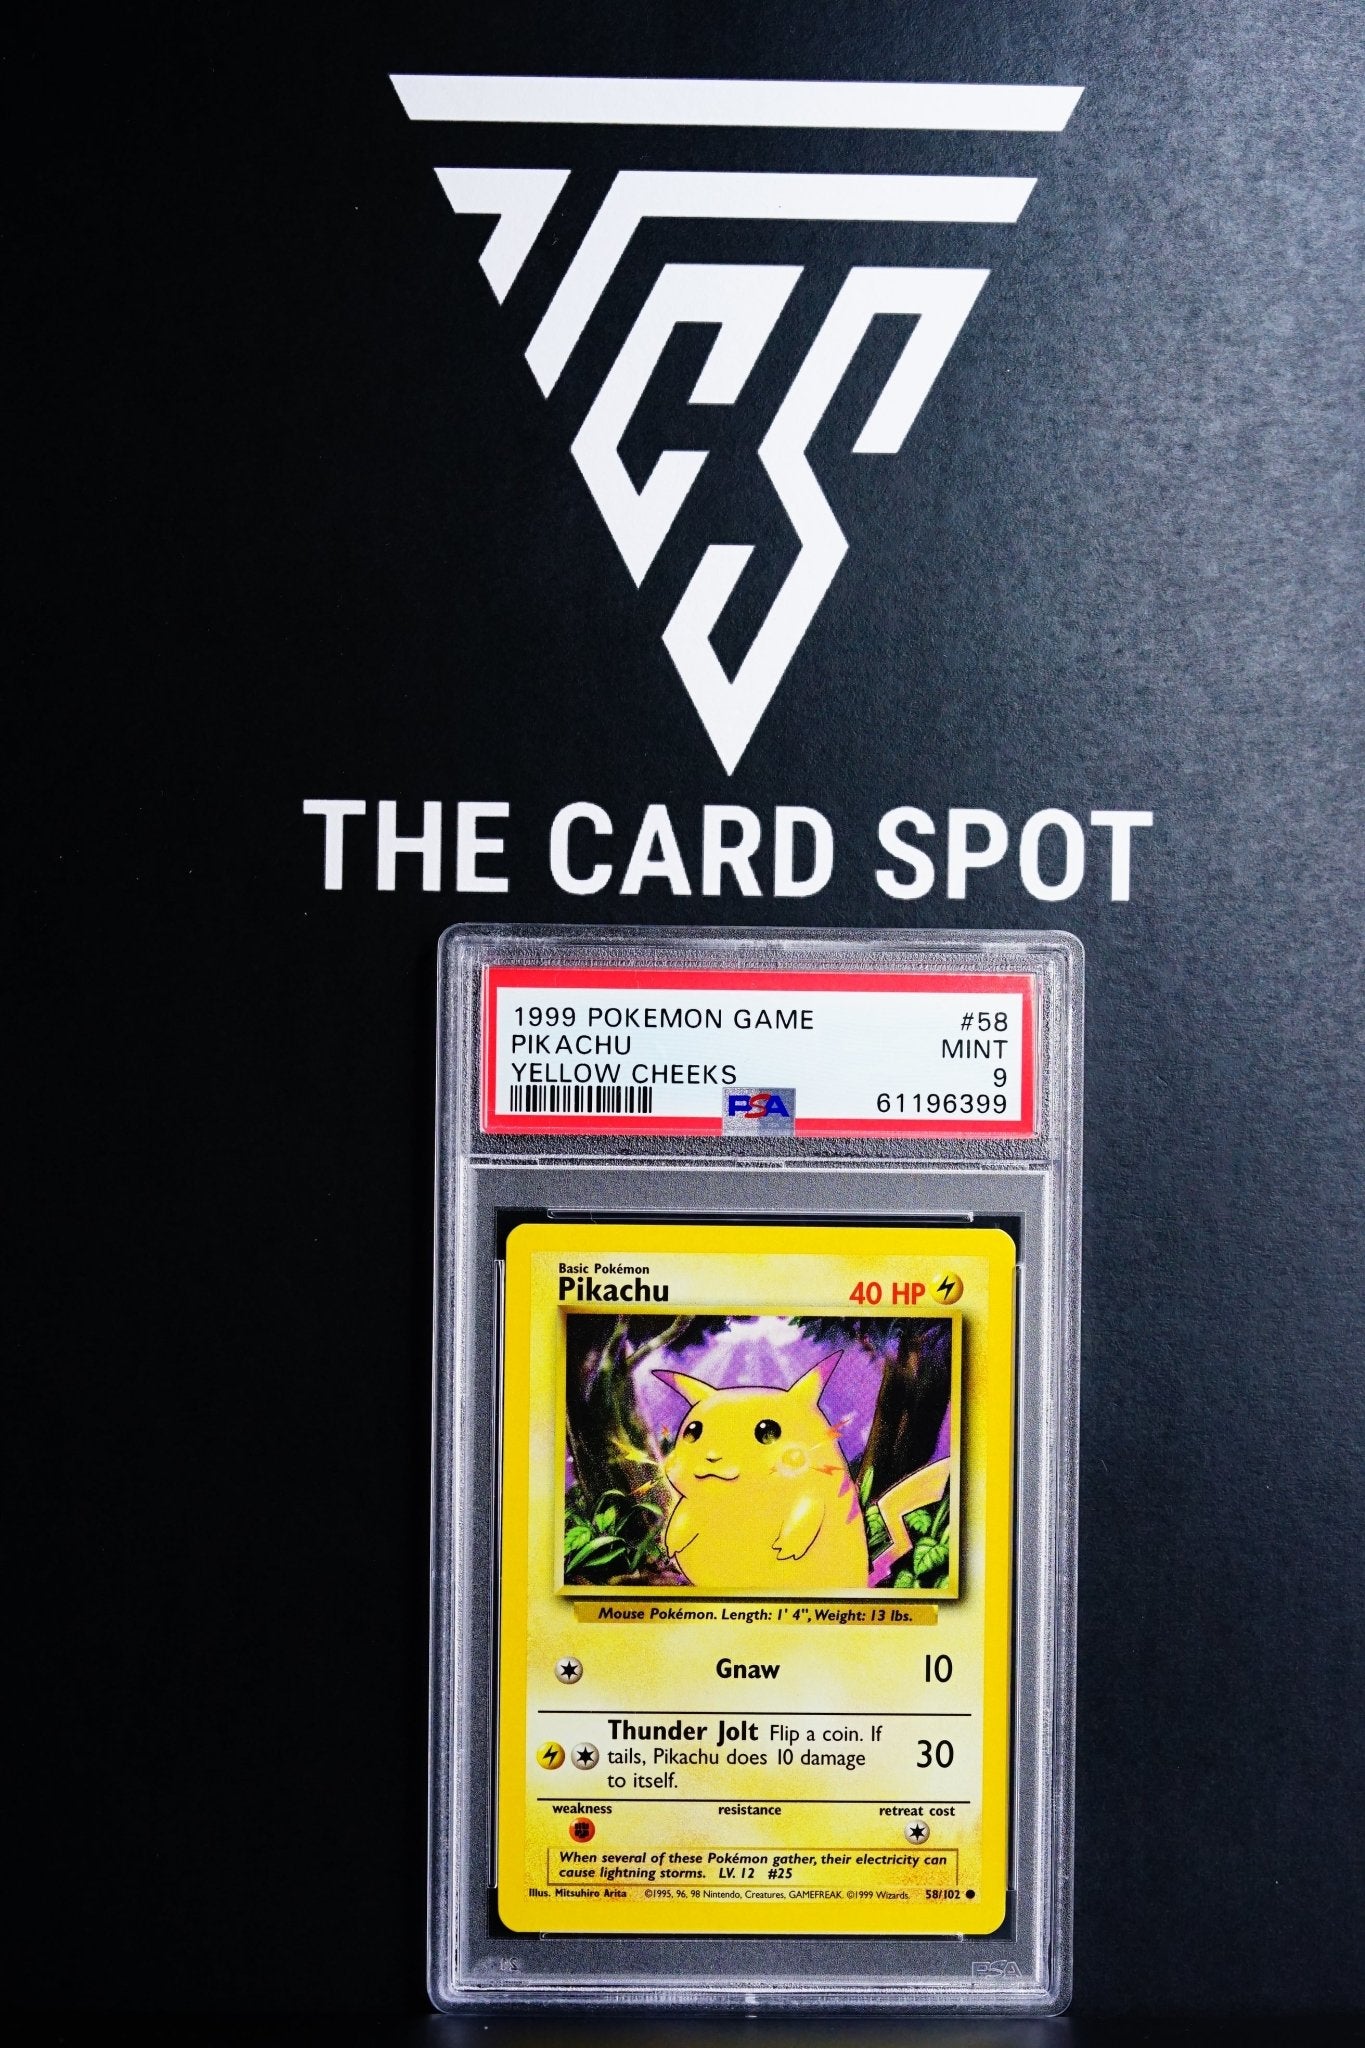 THE CARD SPOT
1999 POKEMON GAME #58
PIKACHU MINT
YELLOW CHEEKS 9
PSA 61196399
Basic Pokémon
Pikachu 40 HP
Mouse Pokémon. Length: 1' 4", Weight: 13 lbs.
Gnaw 10
Thunder Jolt Flip a coin. If
tails, Pikachu does 10 damage 30
to itself.
weakness resistance retreat cost
When several of these Pokémon gather, their electricity can
cause lightning storms. LV. 12 #25
Illus. Mitsuhiro Arita ©1995, 96, 98 Nintendo, Creatures, GAMEFREAK. ©1999 Wizards. 58/102
PSA